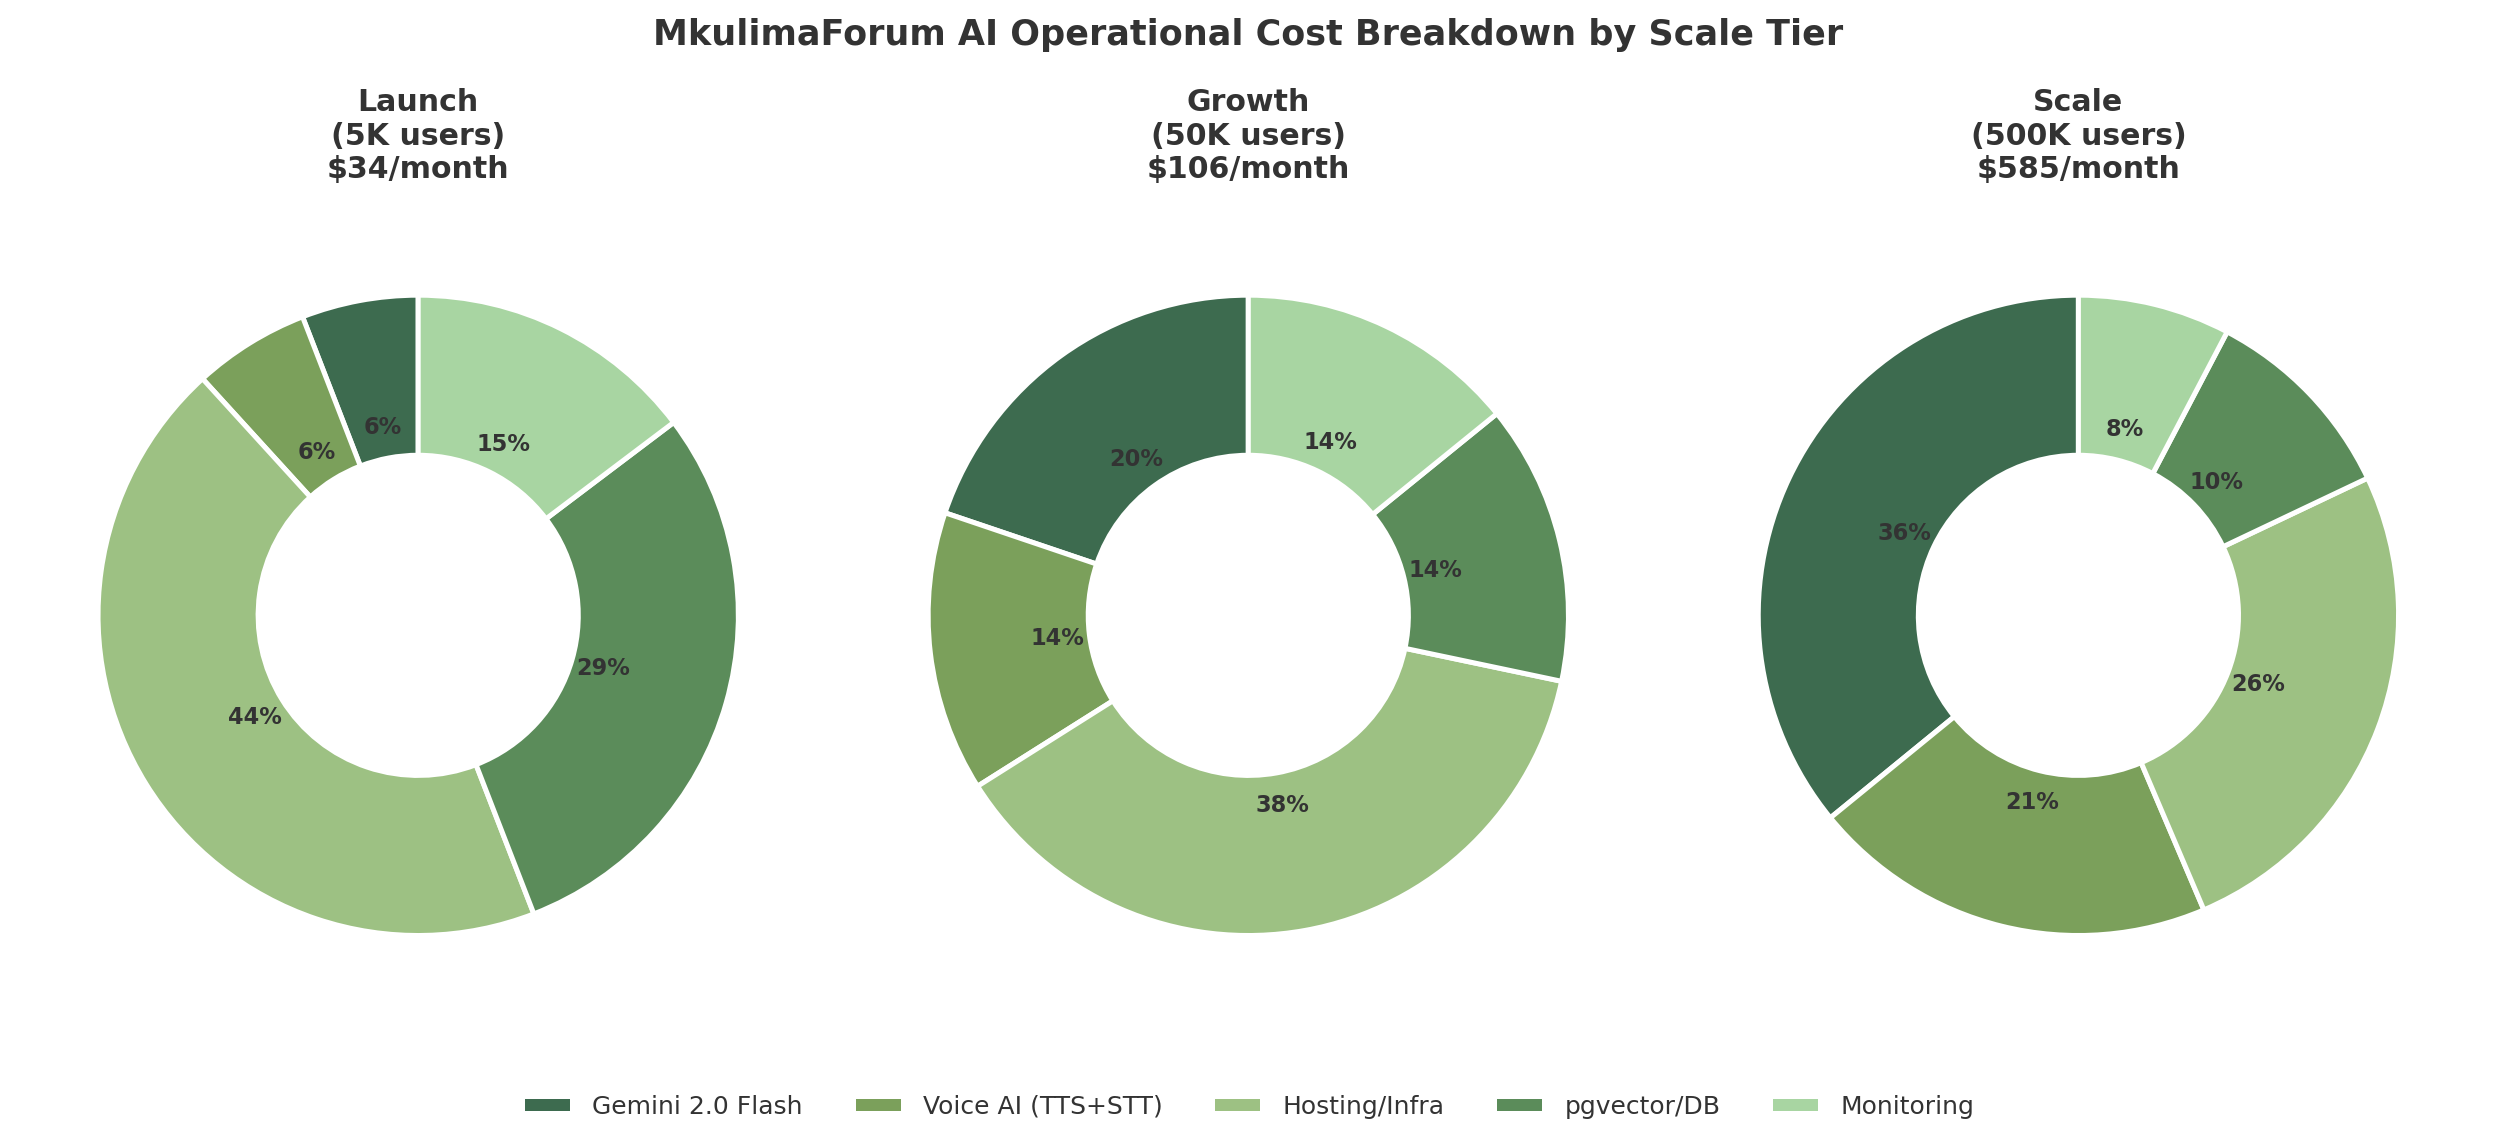 MkulimaForum AI Operational Cost Breakdown by Scale Tier
Launch
(5K users)
$34/month
6%
6%
44%
29%
15%
Growth
(50K users)
$106/month
20%
14%
38%
14%
14%
Scale
(500K users)
$585/month
36%
21%
26%
10%
8%
Gemini 2.0 Flash
Voice AI (TTS+STT)
Hosting/Infra
pgvector/DB
Monitoring